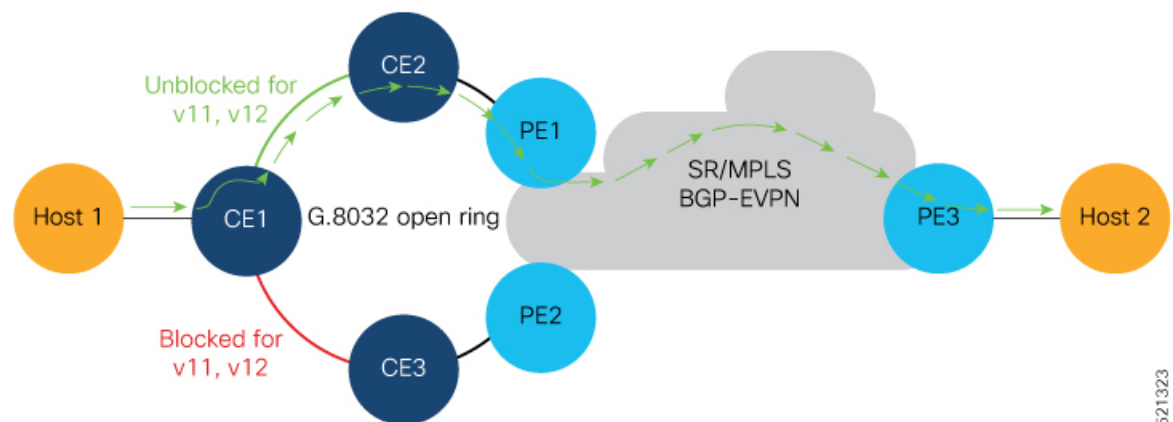 Unblocked for
v11, v12
CE2
PE1
SR/MPLS
BGP-EVPN
Host 1
CE1
G.8032 open ring
PE3
Host 2
PE2
Blocked for
v11, v12
CE3
521323